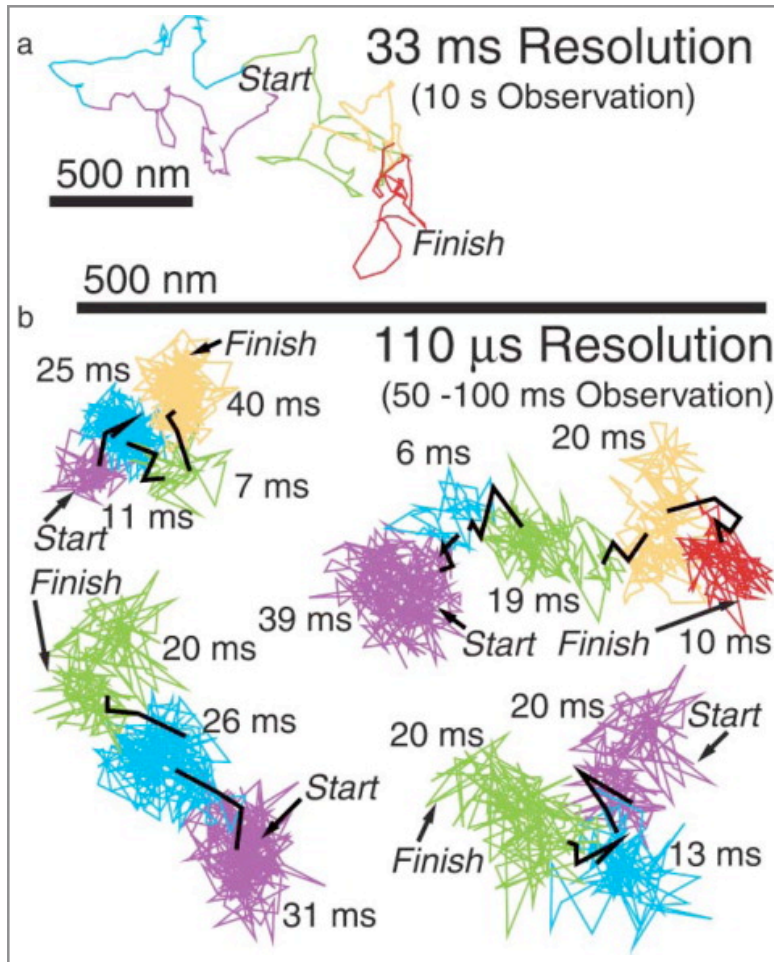 a
33 ms Resolution
(10 s Observation)
Start
500 nm
Finish
500 nm
b
110 μs Resolution
(50 -100 ms Observation)
Finish
25 ms
40 ms
7 ms
11 ms
Start
6 ms
20 ms
39 ms
19 ms
Start
Finish
10 ms
Finish
20 ms
26 ms
Start
31 ms
20 ms
20 ms
Start
Finish
13 ms